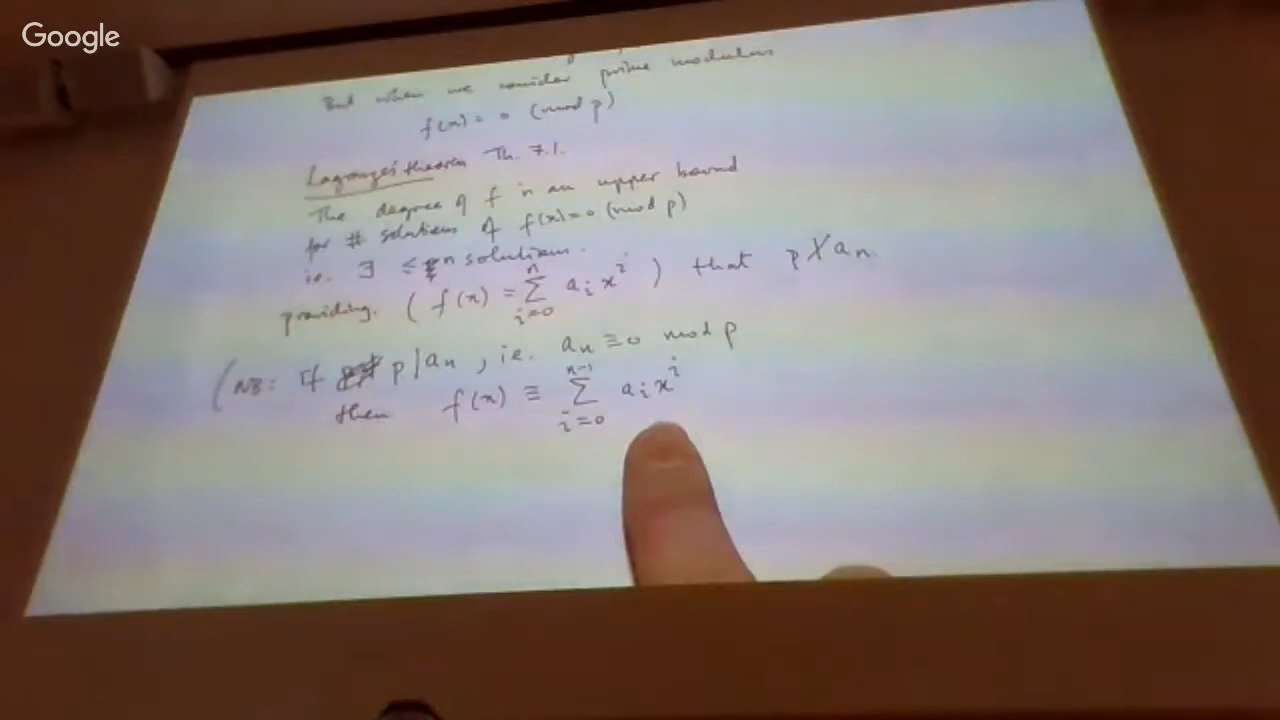 Google
But when we consider prime modulus
f(x) = 0 (mod p)
Lagrange's theorem Th. 7.1.
The degree of f is an upper bound
for # solutions of f(x) = 0 (mod p)
i.e. ∃ ≤ n solutions.
providing. ( f(x) = ∑_{i=0}^{n} a_i x^i ) that p ∤ a_n.
(NB: If p | a_n , i.e. a_n ≡ 0 mod p
then f(x) ≡ ∑_{i=0}^{n-1} a_i x^i